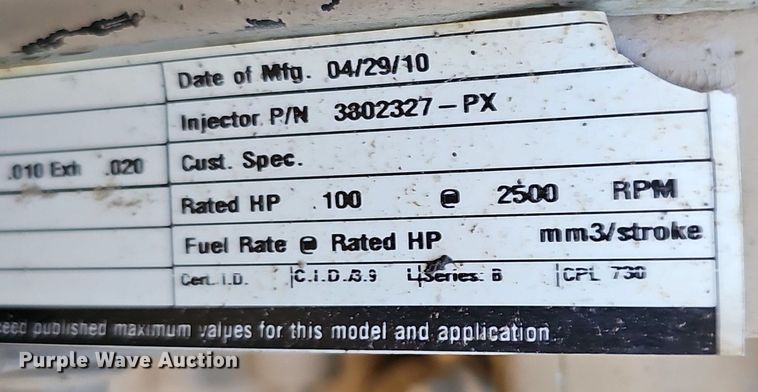 Date of Mfg. 04/29/10
Injector P/N 3802327-PX
.010 Exh .020 Cust. Spec.
Rated HP 100 @ 2500 RPM
Fuel Rate @ Rated HP mm3/stroke
Cert. I.D. C.I.D./3.9 L Series: B CPL 730
ceed published maximum values for this model and application
Purple Wave Auction